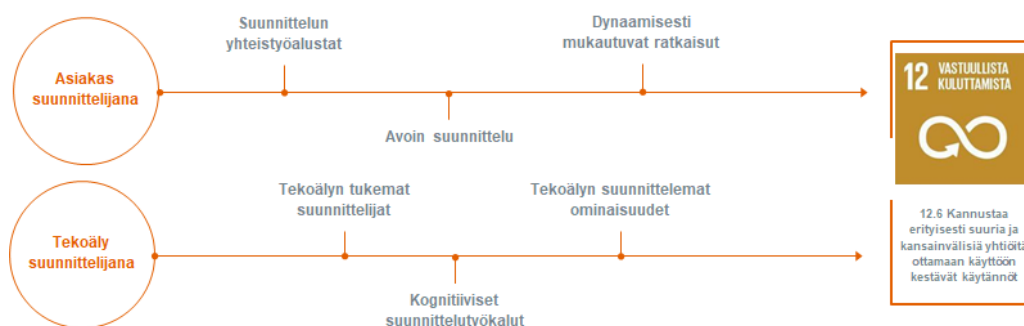 Suunnittelun
yhteistyöalustat
Dynaamisesti
mukautuvat ratkaisut
Asiakas
suunnittelijana
Avoin suunnittelu
Tekoälyn tukemat
suunnittelijat
Tekoälyn suunnittelemat
ominaisuudet
Tekoäly
suunnittelijana
Kognitiiviset
suunnittelutyökalut
12 VASTUULLISTA
KULUTTAMISTA
12.6 Kannustaa
erityisesti suuria ja
kansainvälisiä yhtiöitä
ottamaan käyttöön
kestävät käytännöt